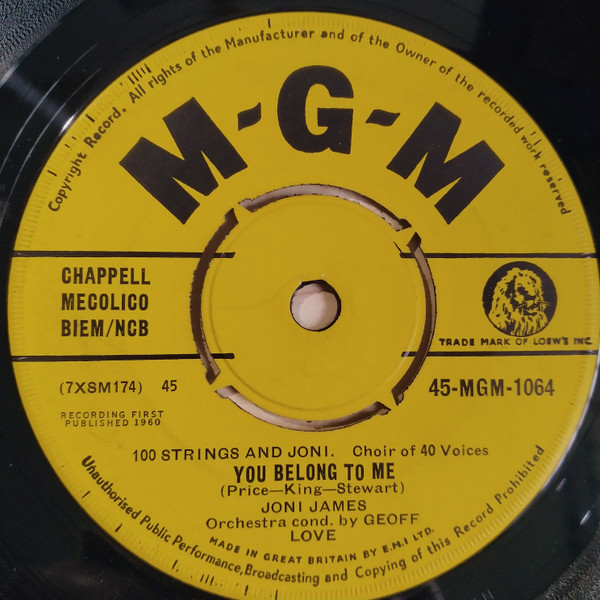 Copyright Record. All rights of the Manufacturer and of the Owner of the recorded work reserved
M-G-M
CHAPPELL
MECOLICO
BIEM/NCB
TRADE MARK OF LOEW'S INC.
(7XSM174) 45
45-MGM-1064
RECORDING FIRST
PUBLISHED 1960
100 STRINGS AND JONI. Choir of 40 Voices
YOU BELONG TO ME
(Price—King—Stewart)
JONI JAMES
Orchestra cond. by GEOFF
LOVE
MADE IN GREAT BRITAIN BY E.M.I LTD.
Unauthorised Public Performance, Broadcasting and Copying of this Record Prohibited